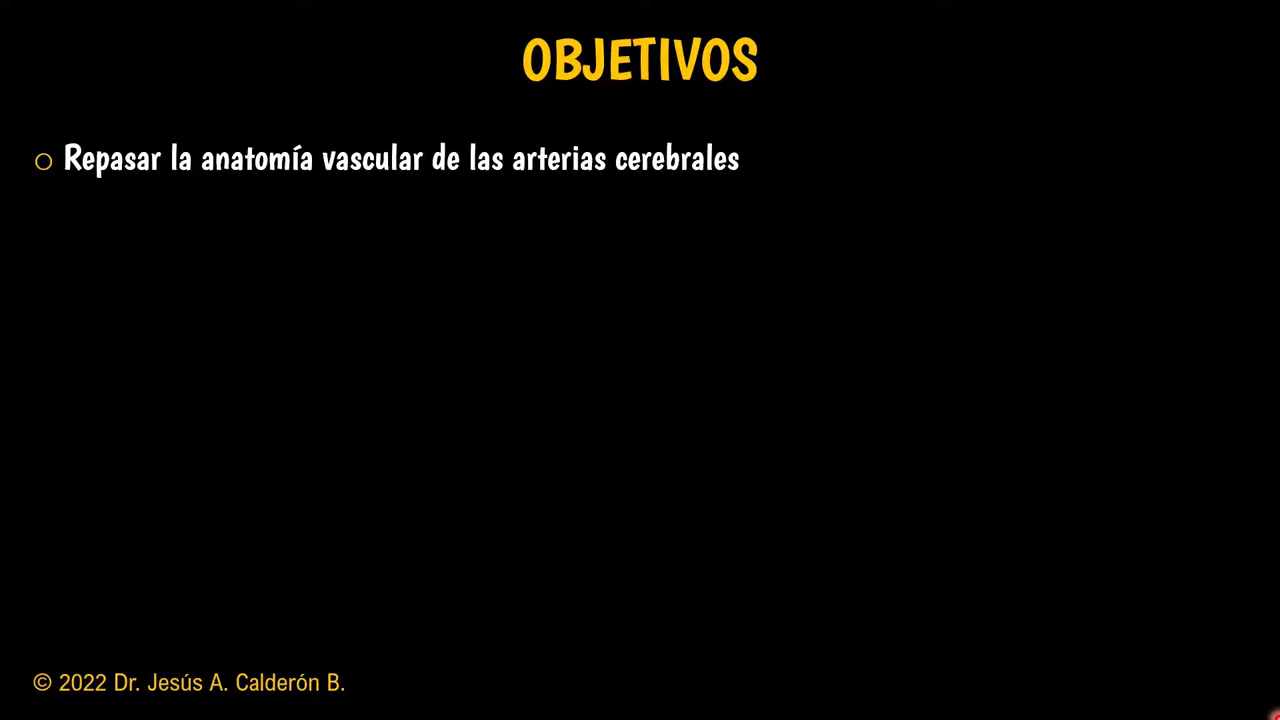 OBJETIVOS
Repasar la anatomía vascular de las arterias cerebrales
© 2022 Dr. Jesús A. Calderón B.